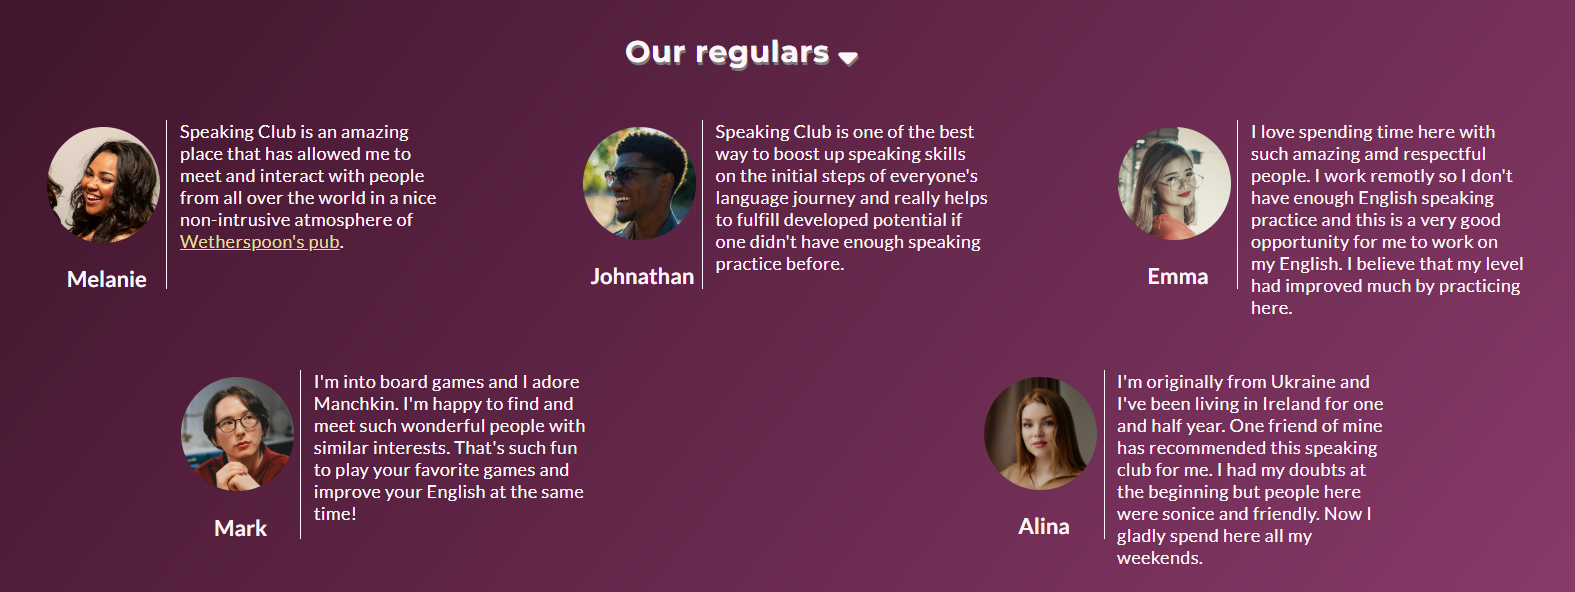 Our regulars
Speaking Club is an amazing
place that has allowed me to
meet and interact with people
from all over the world in a nice
non-intrusive atmosphere of
Wetherspoon's pub.
Melanie
Speaking Club is one of the best
way to boost up speaking skills
on the initial steps of everyone's
language journey and really helps
to fulfill developed potential if
one didn't have enough speaking
practice before.
Johnathan
I love spending time here with
such amazing amd respectful
people. I work remotly so I don't
have enough English speaking
practice and this is a very good
opportunity for me to work on
my English. I believe that my level
had improved much by practicing
here.
Emma
I'm into board games and I adore
Manchkin. I'm happy to find and
meet such wonderful people with
similar interests. That's such fun
to play your favorite games and
improve your English at the same
time!
Mark
I'm originally from Ukraine and
I've been living in Ireland for one
and half year. One friend of mine
has recommended this speaking
club for me. I had my doubts at
the beginning but people here
were sonice and friendly. Now I
gladly spend here all my
weekends.
Alina